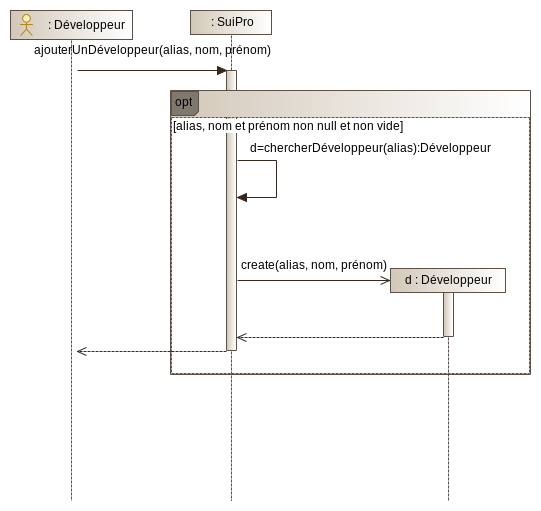 : Développeur
: SuiPro
ajouterUnDéveloppeur(alias, nom, prénom)
opt
[alias, nom et prénom non null et non vide]
d=chercherDéveloppeur(alias):Développeur
create(alias, nom, prénom)
d : Développeur